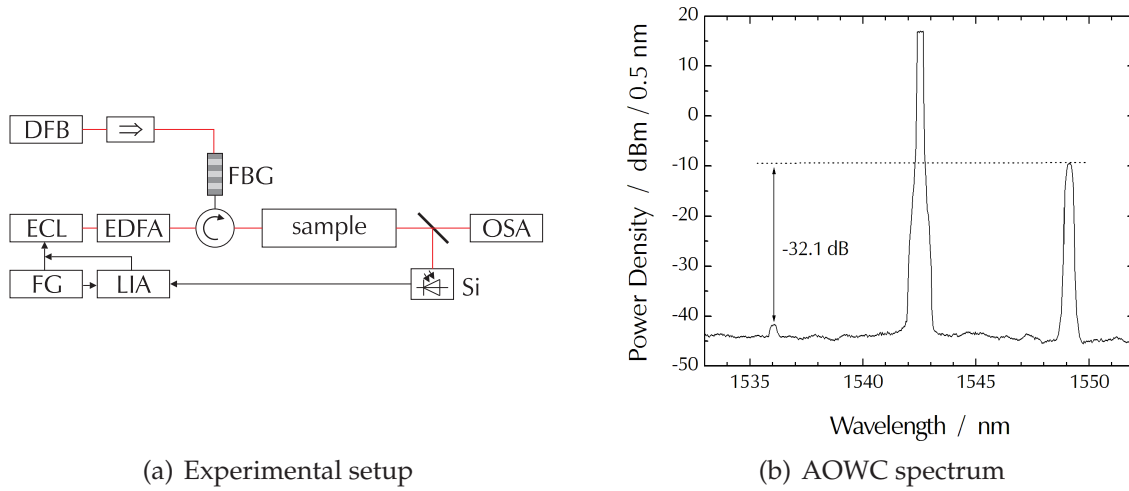 DFB
⇒
FBG
ECL EDFA sample OSA
FG LIA Si
(a) Experimental setup
Power Density / dBm / 0.5 nm
20
10
0
-10
-20
-30
-40
-50
-32.1 dB
1535 1540 1545 1550
Wavelength / nm
(b) AOWC spectrum